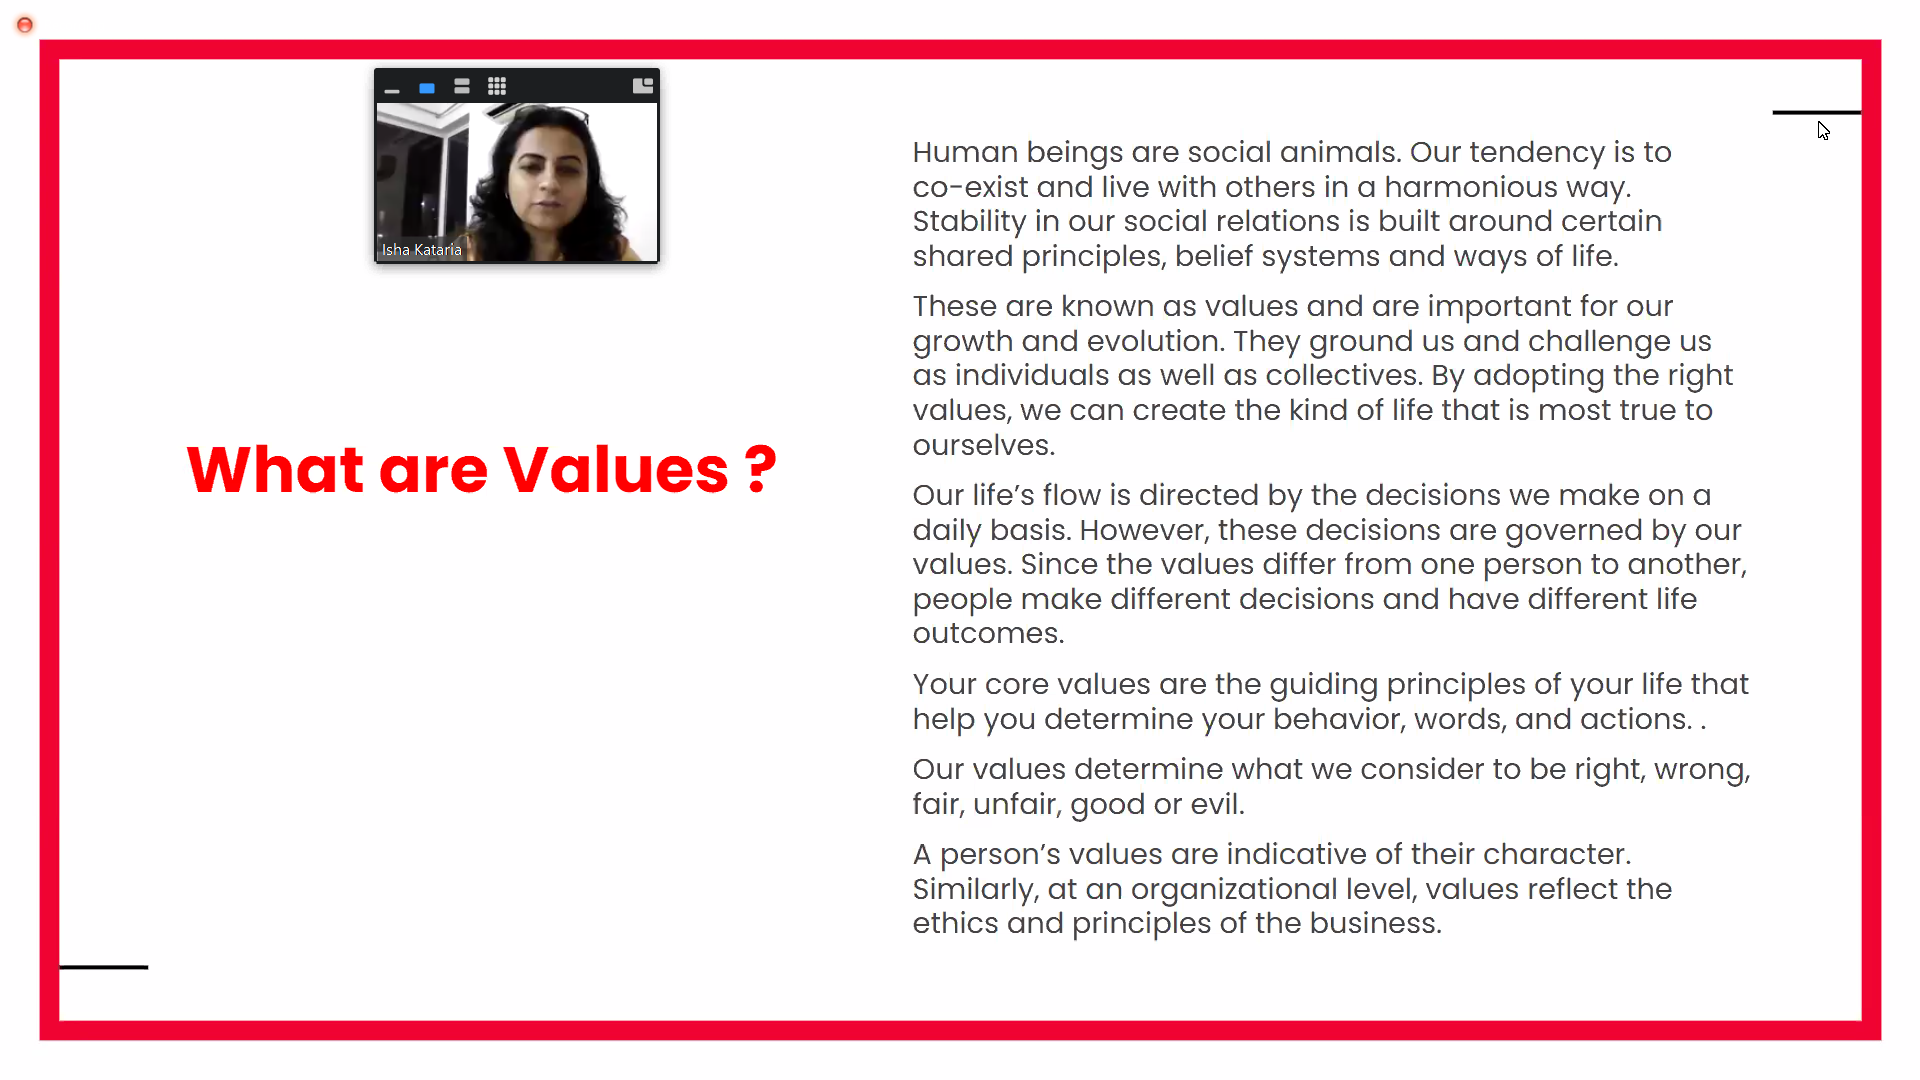 Isha Kataria
What are Values ?
Human beings are social animals. Our tendency is to
co-exist and live with others in a harmonious way.
Stability in our social relations is built around certain
shared principles, belief systems and ways of life.
These are known as values and are important for our
growth and evolution. They ground us and challenge us
as individuals as well as collectives. By adopting the right
values, we can create the kind of life that is most true to
ourselves.
Our life’s flow is directed by the decisions we make on a
daily basis. However, these decisions are governed by our
values. Since the values differ from one person to another,
people make different decisions and have different life
outcomes.
Your core values are the guiding principles of your life that
help you determine your behavior, words, and actions. .
Our values determine what we consider to be right, wrong,
fair, unfair, good or evil.
A person’s values are indicative of their character.
Similarly, at an organizational level, values reflect the
ethics and principles of the business.